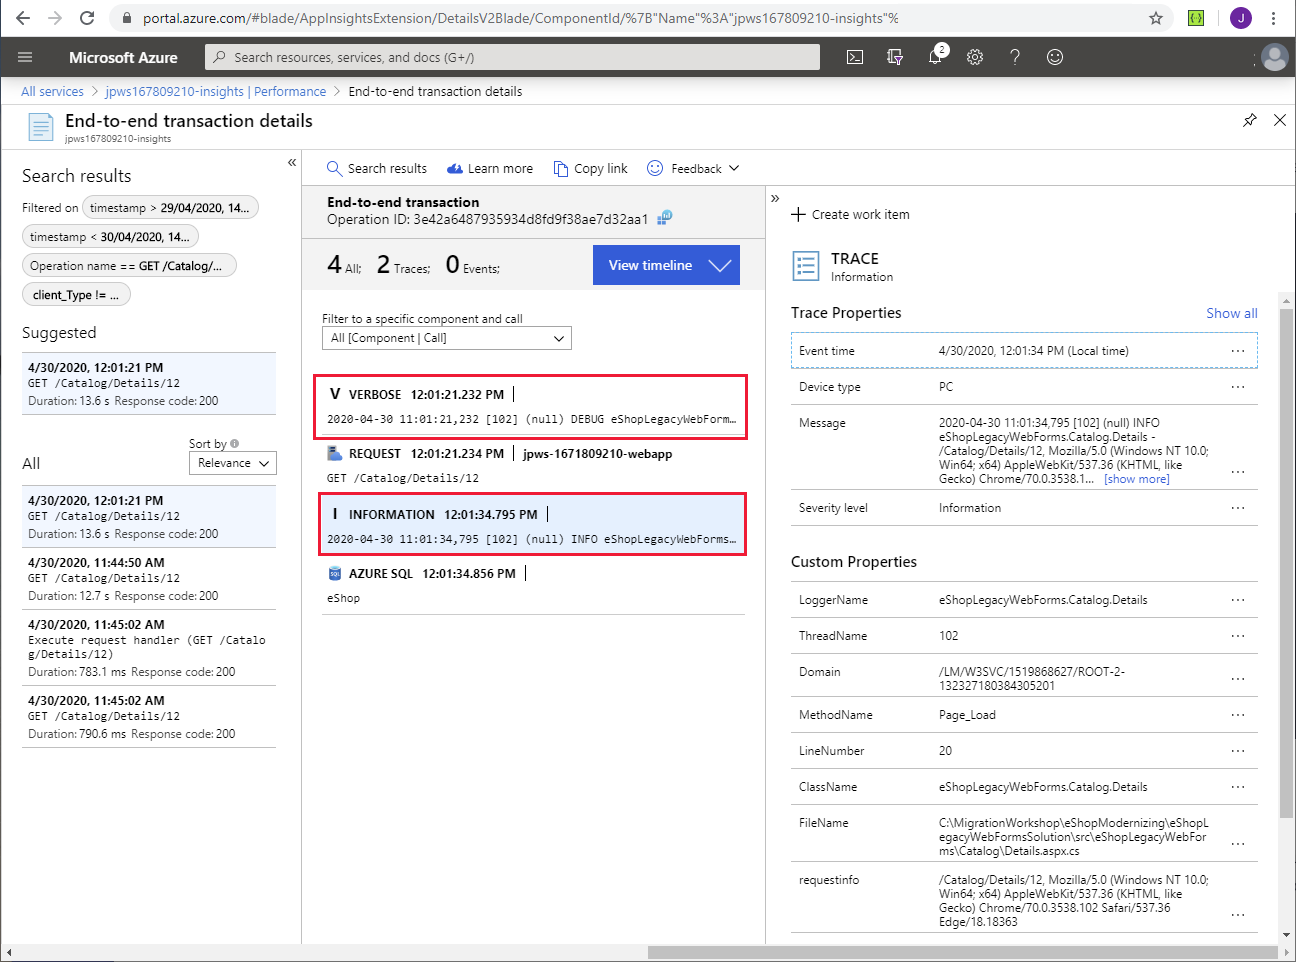 portal.azure.com/#blade/AppInsightsExtension/DetailsV2Blade/ComponentId/%7B"Name"%3A"jpws167809210-insights"%
J
Microsoft Azure
Search resources, services, and docs (G+/)
2
All services > jpws167809210-insights | Performance > End-to-end transaction details
End-to-end transaction details
jpws167809210-insights
Search results
Filtered on
timestamp > 29/04/2020, 14...
timestamp < 30/04/2020, 14...
Operation name == GET /Catalog/...
client_Type != ...
Suggested
4/30/2020, 12:01:21 PM
GET /Catalog/Details/12
Duration: 13.6 s Response code: 200
Sort by
All
Relevance
4/30/2020, 12:01:21 PM
GET /Catalog/Details/12
Duration: 13.6 s Response code: 200
4/30/2020, 11:44:50 AM
GET /Catalog/Details/12
Duration: 12.7 s Response code: 200
4/30/2020, 11:45:02 AM
Execute request handler (GET /Catalo
g/Details/12)
Duration: 783.1 ms Response code: 200
4/30/2020, 11:45:02 AM
GET /Catalog/Details/12
Duration: 790.6 ms Response code: 200
Search results
Learn more
Copy link
Feedback
End-to-end transaction
Operation ID: 3e42a6487935934d8fd9f38ae7d32aa1
4 All; 2 Traces; 0 Events;
View timeline
Filter to a specific component and call
All [Component | Call]
V VERBOSE 12:01:21.232 PM |
2020-04-30 11:01:21,232 [102] (null) DEBUG eShopLegacyWebForm...
REQUEST 12:01:21.234 PM | jpws-1671809210-webapp
GET /Catalog/Details/12
I INFORMATION 12:01:34.795 PM |
2020-04-30 11:01:34,795 [102] (null) INFO eShopLegacyWebForms...
SQL AZURE SQL 12:01:34.856 PM |
eShop
Create work item
TRACE
Information
Trace Properties
Show all
Event time 4/30/2020, 12:01:34 PM (Local time) ...
Device type PC ...
Message 2020-04-30 11:01:34,795 [102] (null) INFO
eShopLegacyWebForms.Catalog.Details -
/Catalog/Details/12, Mozilla/5.0 (Windows NT 10.0;
Win64; x64) AppleWebKit/537.36 (KHTML, like
Gecko) Chrome/70.0.3538.1... [show more] ...
Severity level Information ...
Custom Properties
LoggerName eShopLegacyWebForms.Catalog.Details ...
ThreadName 102 ...
Domain /LM/W3SVC/1519868627/ROOT-2-
132327180384305201 ...
MethodName Page_Load ...
LineNumber 20 ...
ClassName eShopLegacyWebForms.Catalog.Details ...
FileName C:\MigrationWorkshop\eShopModernizing\eShopL
egacyWebFormsSolution\src\eShopLegacyWebFor
ms\Catalog\Details.aspx.cs ...
requestinfo /Catalog/Details/12, Mozilla/5.0 (Windows NT 10.0;
Win64; x64) AppleWebKit/537.36 (KHTML, like
Gecko) Chrome/70.0.3538.102 Safari/537.36
Edge/18.18363 ...